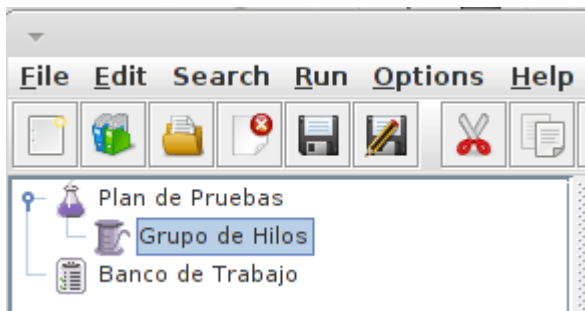 File Edit Search Run Options Help
Plan de Pruebas
Grupo de Hilos
Banco de Trabajo